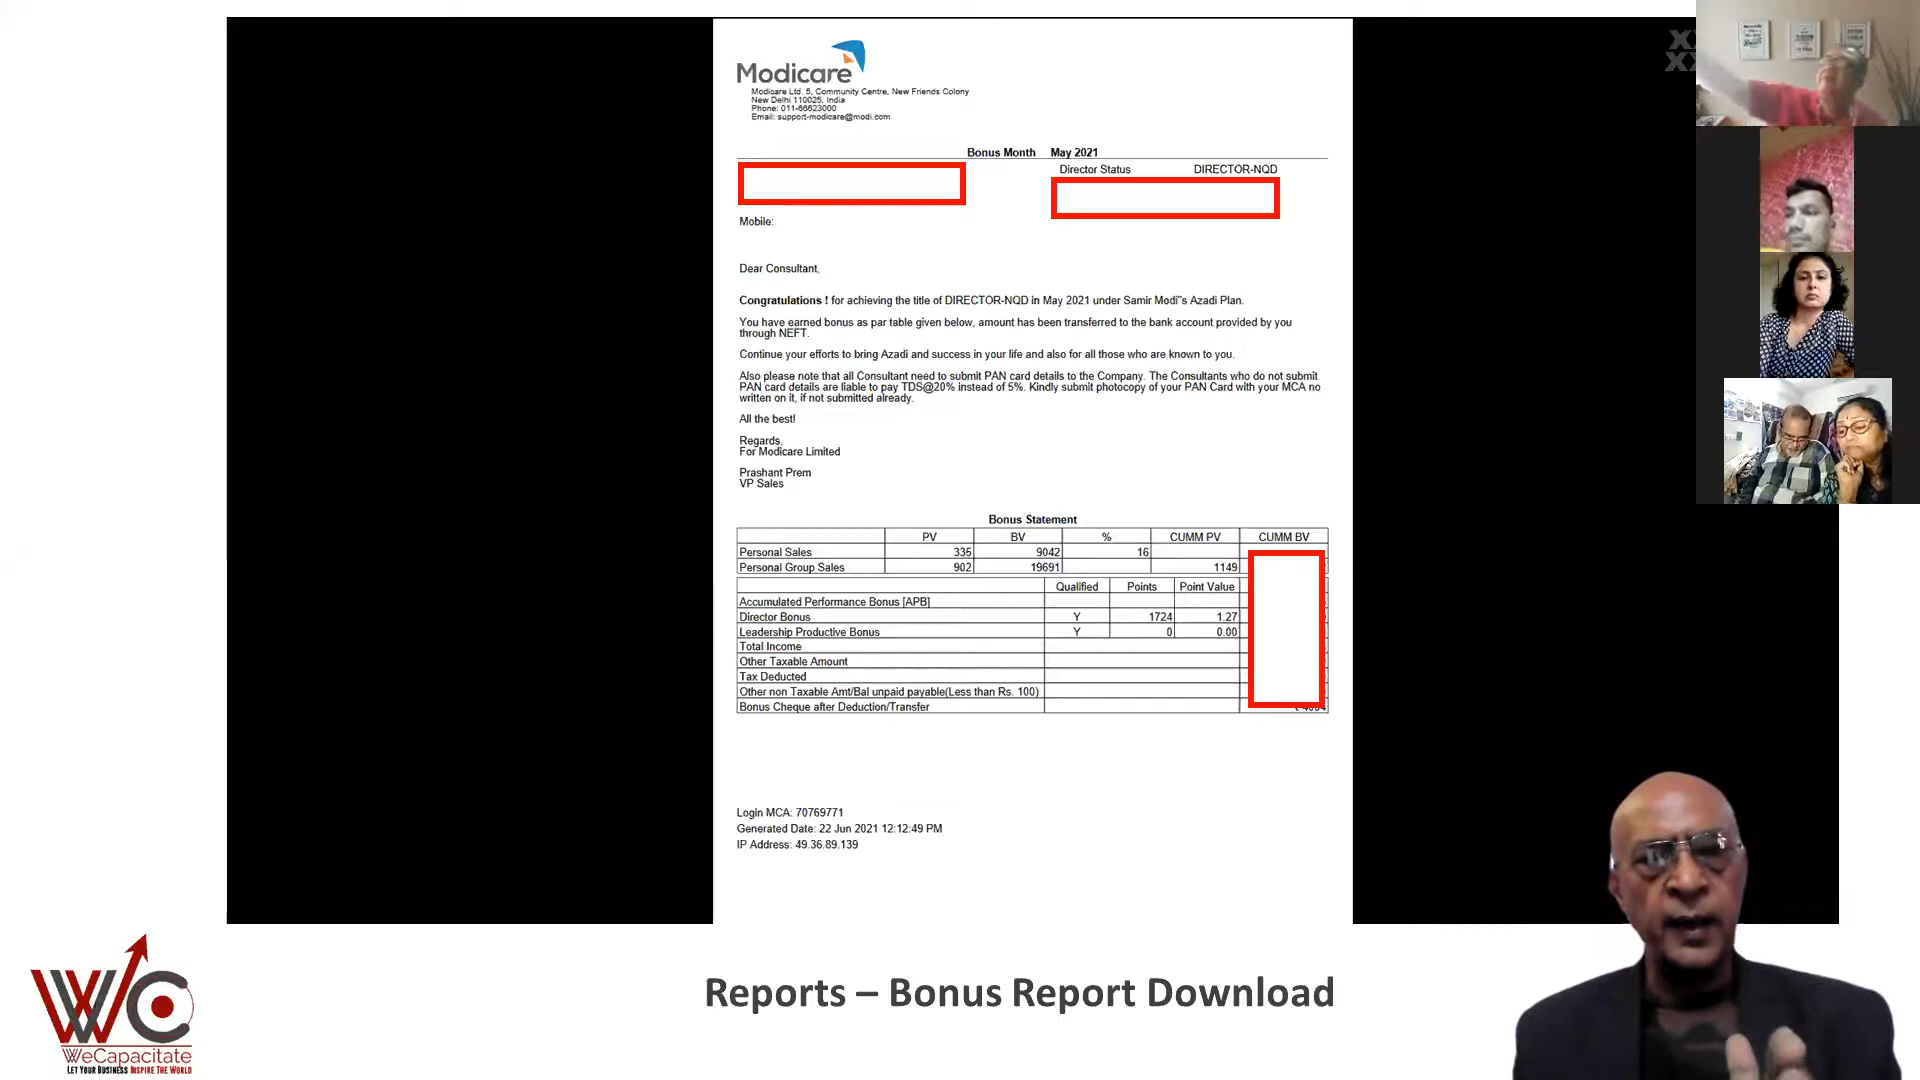 Modicare
Modicare Ltd. 5, Community Centre, New Friends Colony
New Delhi 110025, India
Phone: 011-66623000
Email: support-modicare@modi.com
Bonus Month May 2021
Director Status DIRECTOR-NQD
Mobile:
Dear Consultant,
Congratulations ! for achieving the title of DIRECTOR-NQD in May 2021 under Samir Modi"s Azadi Plan.
You have earned bonus as par table given below, amount has been transferred to the bank account provided by you
through NEFT.
Continue your efforts to bring Azadi and success in your life and also for all those who are known to you.
Also please note that all Consultant need to submit PAN card details to the Company. The Consultants who do not submit
PAN card details are liable to pay TDS@20% instead of 5%. Kindly submit photocopy of your PAN Card with your MCA no
written on it, if not submitted already.
All the best!
Regards,
For Modicare Limited
Prashant Prem
VP Sales
Bonus Statement
PV BV % CUMM PV CUMM BV
Personal Sales 335 9042 16
Personal Group Sales 902 19691 1149
Qualified Points Point Value
Accumulated Performance Bonus [APB]
Director Bonus Y 1724 1.27
Leadership Productive Bonus Y 0 0.00
Total Income
Other Taxable Amount
Tax Deducted
Other non Taxable Amt/Bal unpaid payable(Less than Rs. 100)
Bonus Cheque after Deduction/Transfer
Login MCA: 70769771
Generated Date: 22 Jun 2021 12:12:49 PM
IP Address: 49.36.89.139
Reports – Bonus Report Download
WC
WeCapacitate
LET YOUR BUSINESS INSPIRE THE WORLD